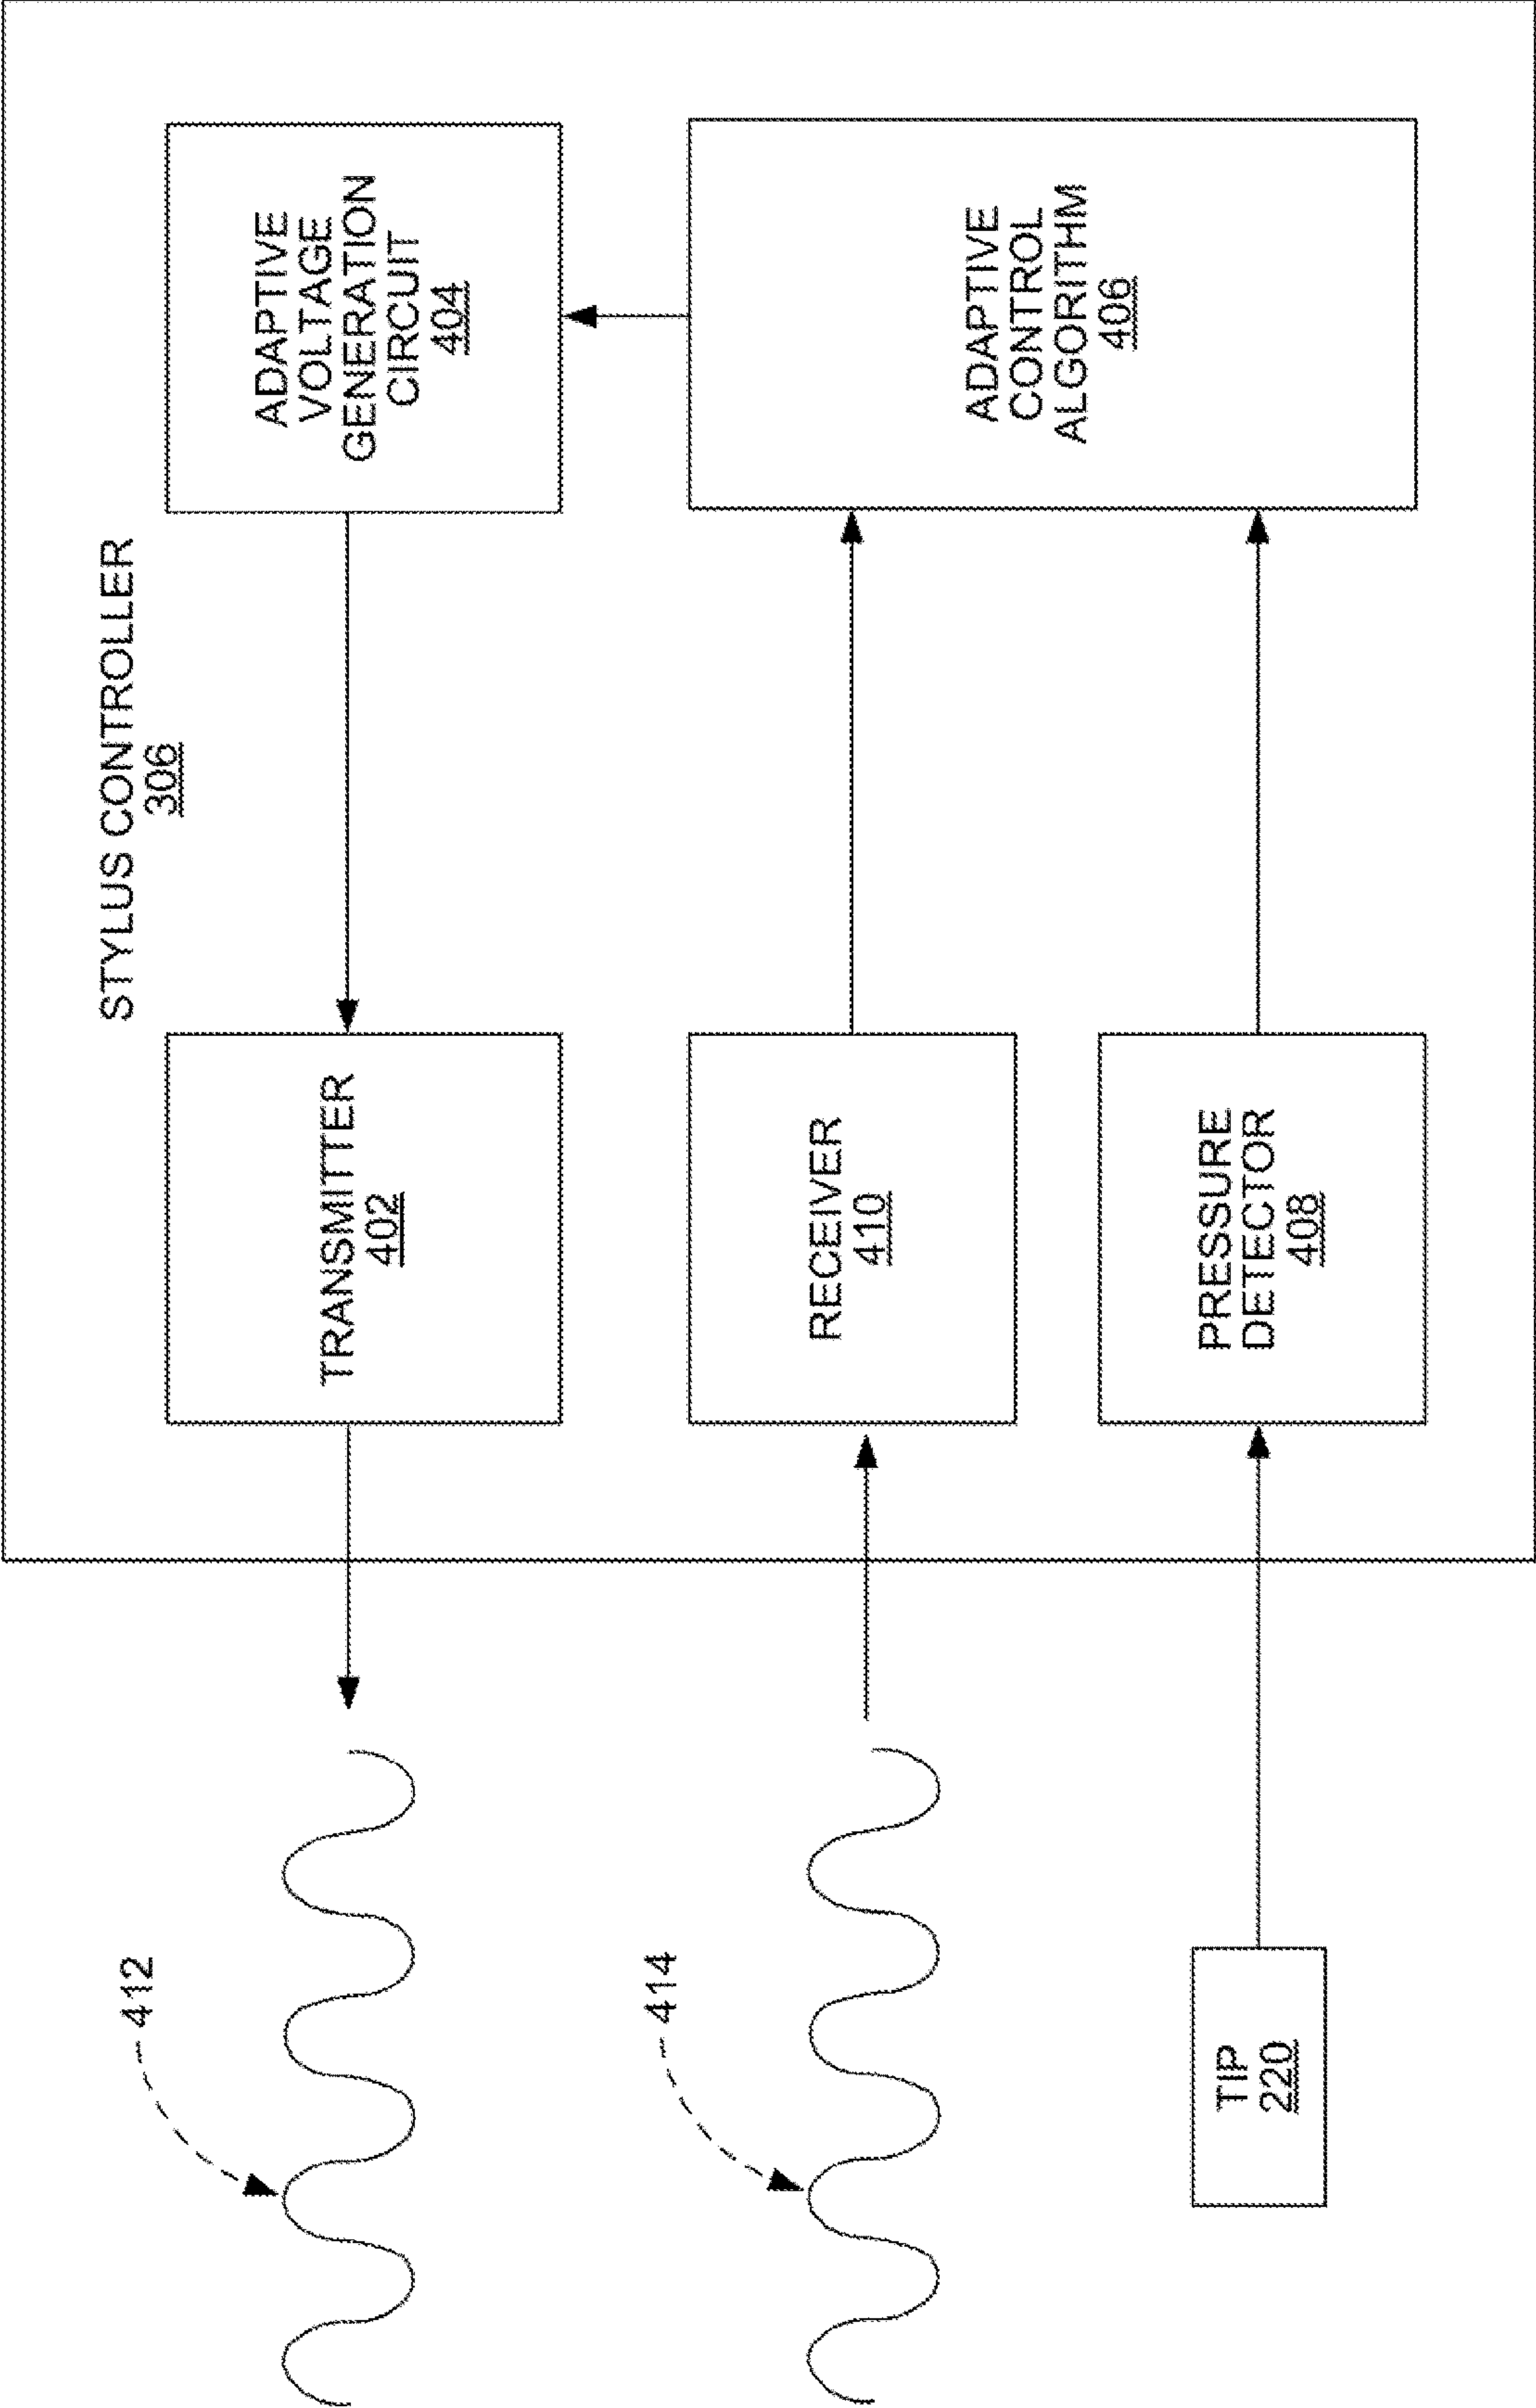 STYLUS CONTROLLER
306
412
TRANSMITTER
402
ADAPTIVE
VOLTAGE
GENERATION
CIRCUIT
404
414
RECEIVER
410
ADAPTIVE
CONTROL
ALGORITHM
406
TIP
220
PRESSURE
DETECTOR
408